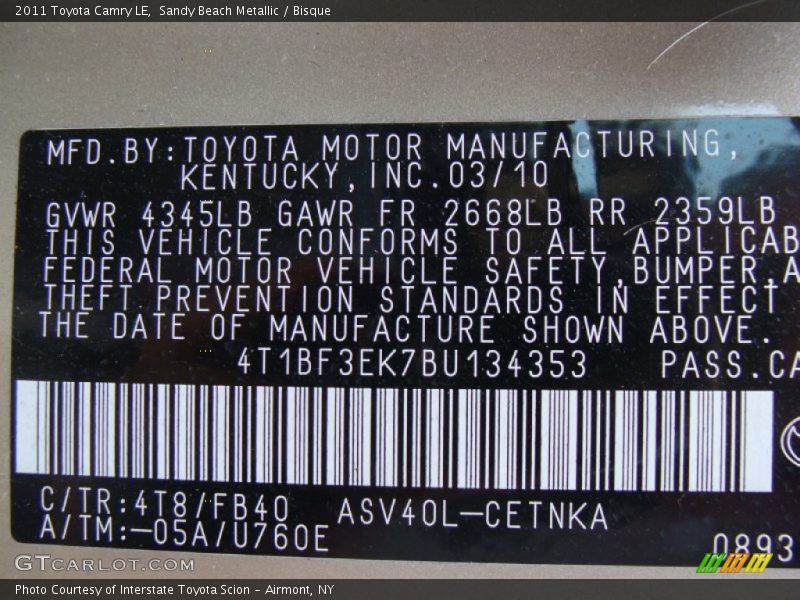 2011 Toyota Camry LE, Sandy Beach Metallic / Bisque
MFD.BY:TOYOTA MOTOR MANUFACTURING,
KENTUCKY,INC.03/10
GVWR 4345LB GAWR FR 2668LB RR 2359LB
THIS VEHICLE CONFORMS TO ALL APPLICAB
FEDERAL MOTOR VEHICLE SAFETY,BUMPER,A
THEFT PREVENTION STANDARDS IN EFFECT
THE DATE OF MANUFACTURE SHOWN ABOVE.
4T1BF3EK7BU134353 PASS.CA
C/TR:4T8/FB40 ASV40L-CETNKA
A/TM:-05A/U760E
0893
GTCARLOT.COM
Photo Courtesy of Interstate Toyota Scion - Airmont, NY